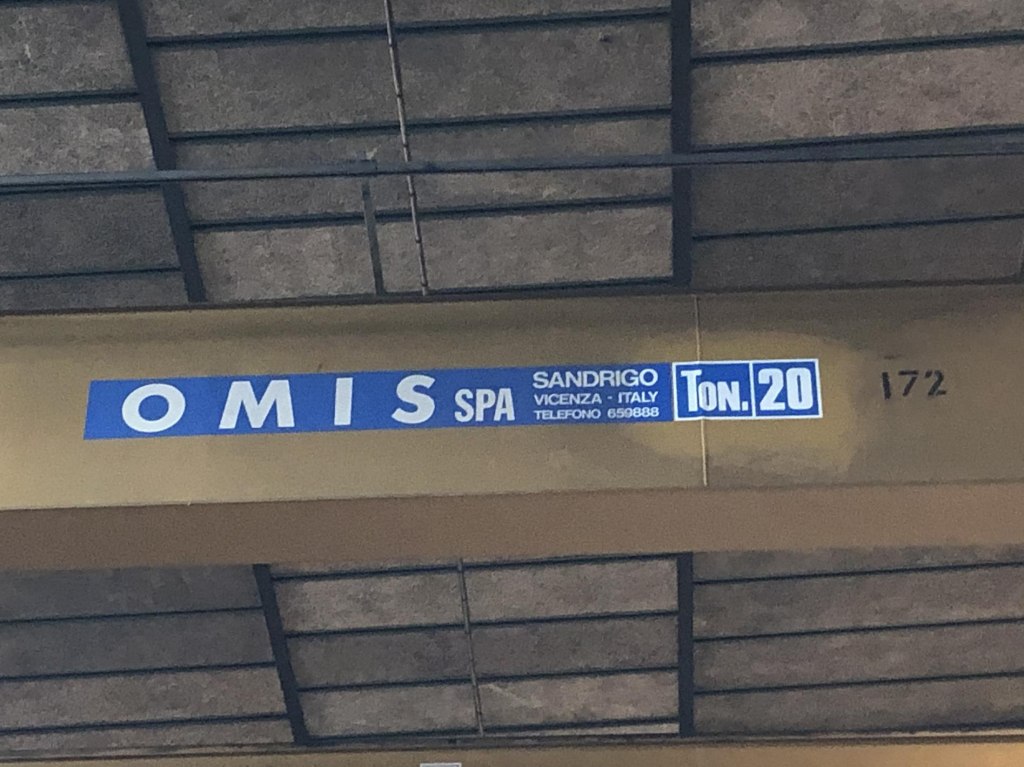 OMIS SPA
SANDRIGO
VICENZA - ITALY
TELEFONO 659888
TON. 20
172